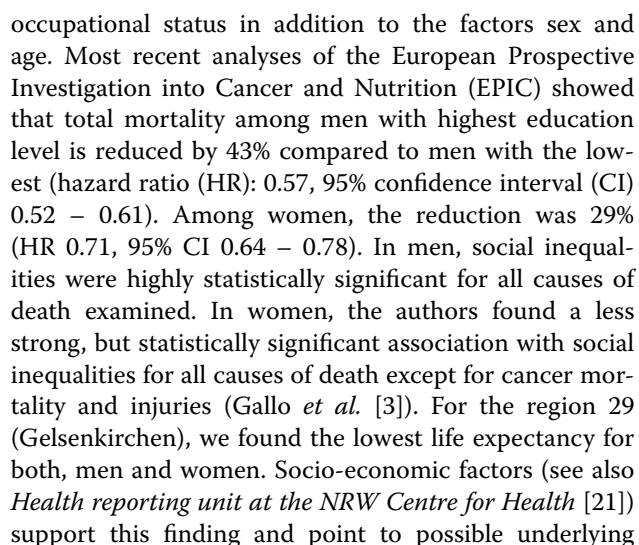 occupational status in addition to the factors sex and
age. Most recent analyses of the European Prospective
Investigation into Cancer and Nutrition (EPIC) showed
that total mortality among men with highest education
level is reduced by 43% compared to men with the low-
est (hazard ratio (HR): 0.57, 95% confidence interval (CI)
0.52 – 0.61). Among women, the reduction was 29%
(HR 0.71, 95% CI 0.64 – 0.78). In men, social inequal-
ities were highly statistically significant for all causes of
death examined. In women, the authors found a less
strong, but statistically significant association with social
inequalities for all causes of death except for cancer mor-
tality and injuries (Gallo et al. [3]). For the region 29
(Gelsenkirchen), we found the lowest life expectancy for
both, men and women. Socio-economic factors (see also
Health reporting unit at the NRW Centre for Health [21])
support this finding and point to possible underlying